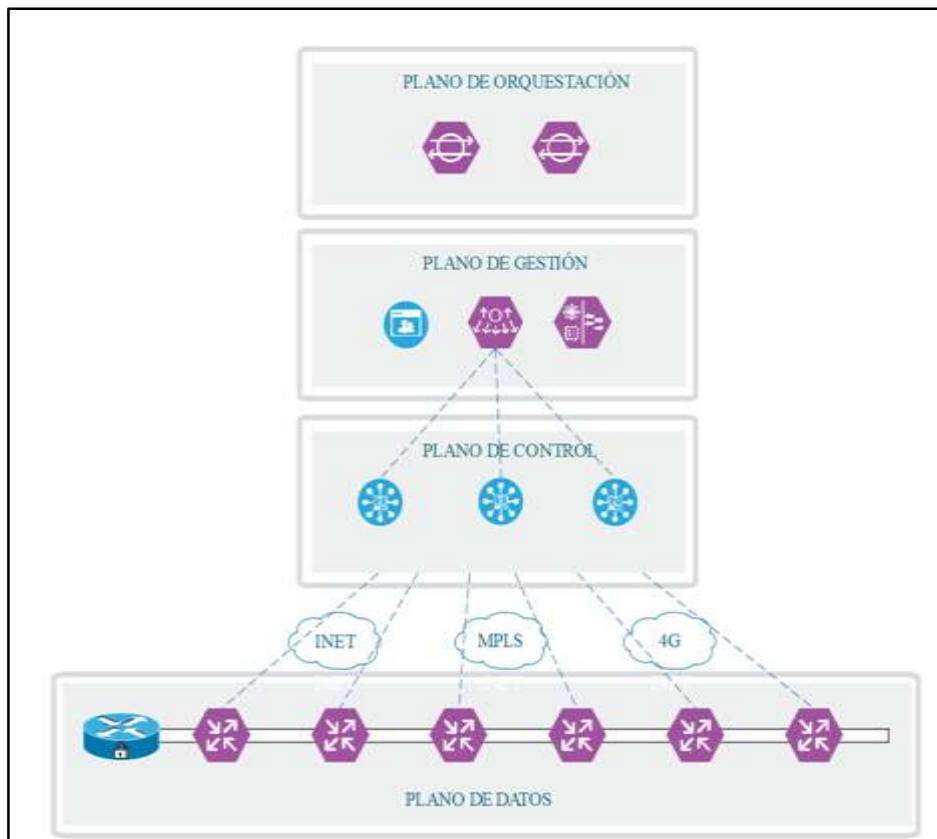 PLANO DE ORQUESTACIÓN
PLANO DE GESTIÓN
PLANO DE CONTROL
INET
MPLS
4G
PLANO DE DATOS